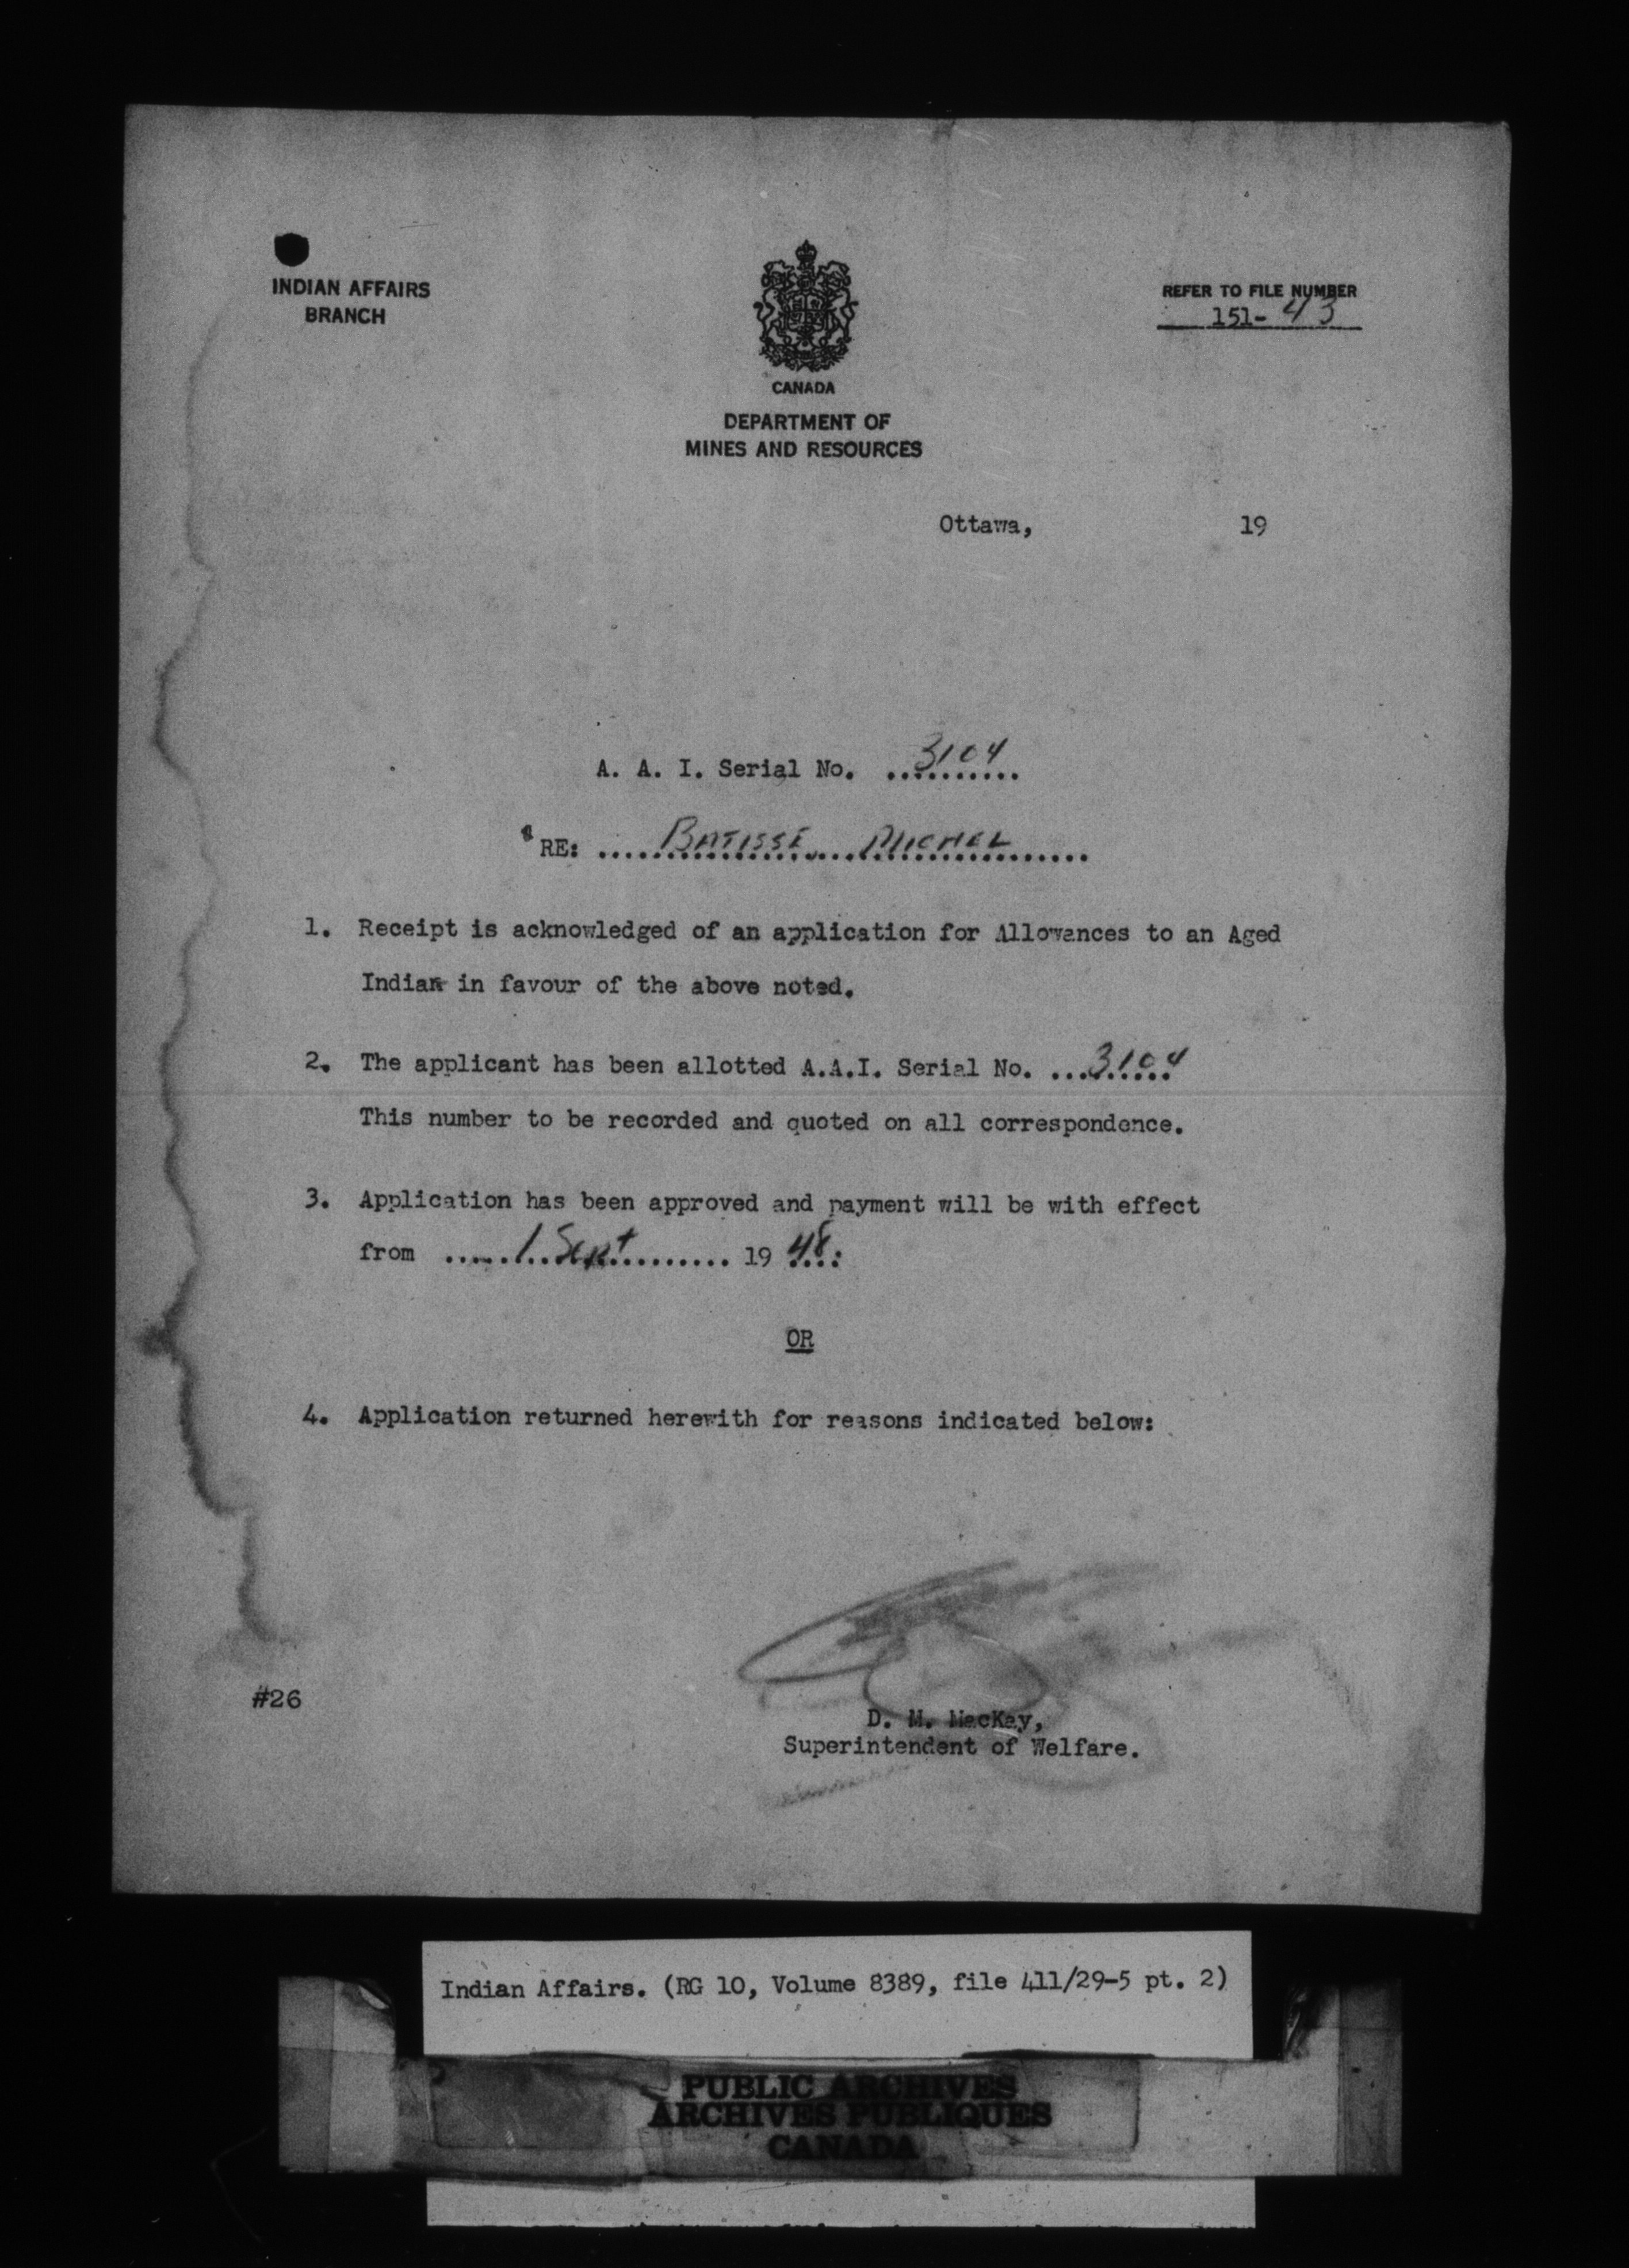 INDIAN AFFAIRS
BRANCH
REFER TO FILE NUMBER
151-43
CANADA
DEPARTMENT OF
MINES AND RESOURCES
Ottawa, 19
A. A. I. Serial No. ..3104..
RE: .....BATISSE, MICHEL.....
1. Receipt is acknowledged of an application for Allowances to an Aged
Indian in favour of the above noted.
2. The applicant has been allotted A.A.I. Serial No. ...3104
This number to be recorded and quoted on all correspondence.
3. Application has been approved and payment will be with effect
from .....1 Sept.......... 19 48.
OR
4. Application returned herewith for reasons indicated below:
#26
D. M. MacKay,
Superintendent of Welfare.
Indian Affairs. (RG 10, Volume 8389, file 411/29-5 pt. 2)
PUBLIC ARCHIVES
ARCHIVES PUBLIQUES
CANADA